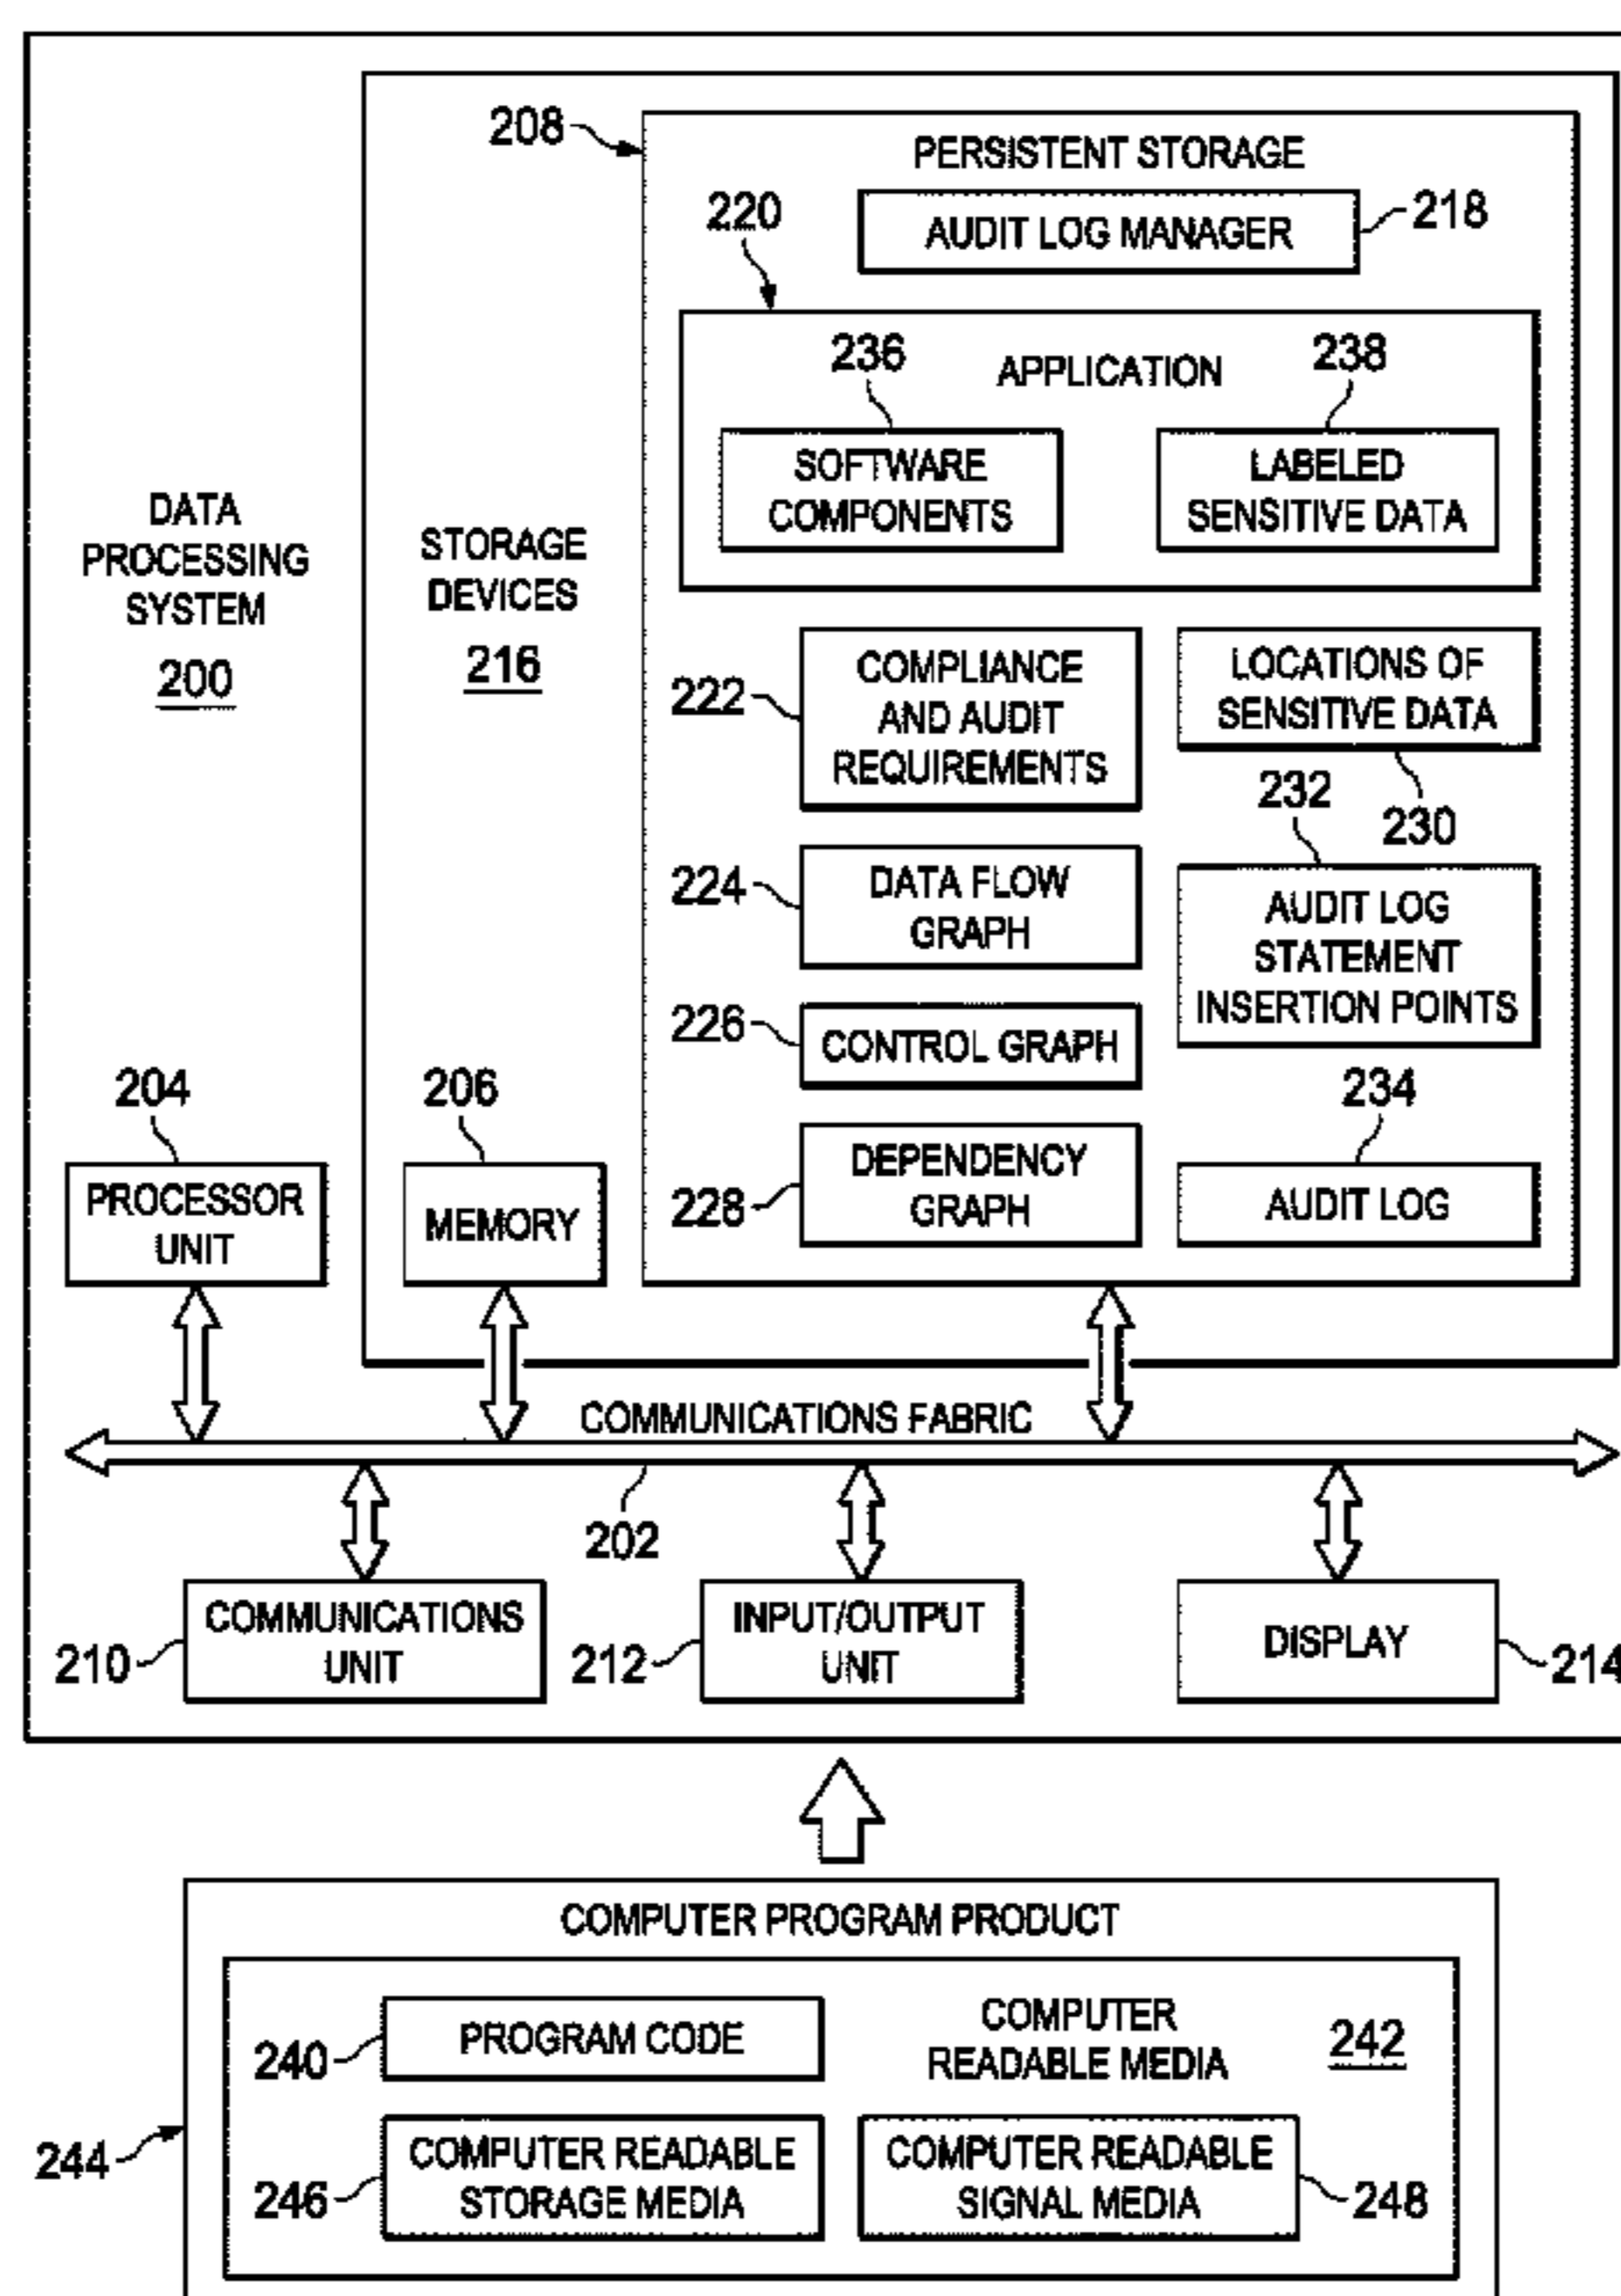 208
PERSISTENT STORAGE
220
AUDIT LOG MANAGER
218
236
APPLICATION
238
SOFTWARE
COMPONENTS
LABELED
SENSITIVE DATA
DATA
PROCESSING
SYSTEM
200
STORAGE
DEVICES
216
222
COMPLIANCE
AND AUDIT
REQUIREMENTS
LOCATIONS OF
SENSITIVE DATA
230
232
224
DATA FLOW
GRAPH
AUDIT LOG
STATEMENT
INSERTION POINTS
226
CONTROL GRAPH
204
206
234
PROCESSOR
UNIT
MEMORY
228
DEPENDENCY
GRAPH
AUDIT LOG
COMMUNICATIONS FABRIC
202
210
COMMUNICATIONS
UNIT
212
INPUT/OUTPUT
UNIT
DISPLAY
214
COMPUTER PROGRAM PRODUCT
240
PROGRAM CODE
COMPUTER
READABLE MEDIA
242
244
246
COMPUTER READABLE
STORAGE MEDIA
COMPUTER READABLE
SIGNAL MEDIA
248